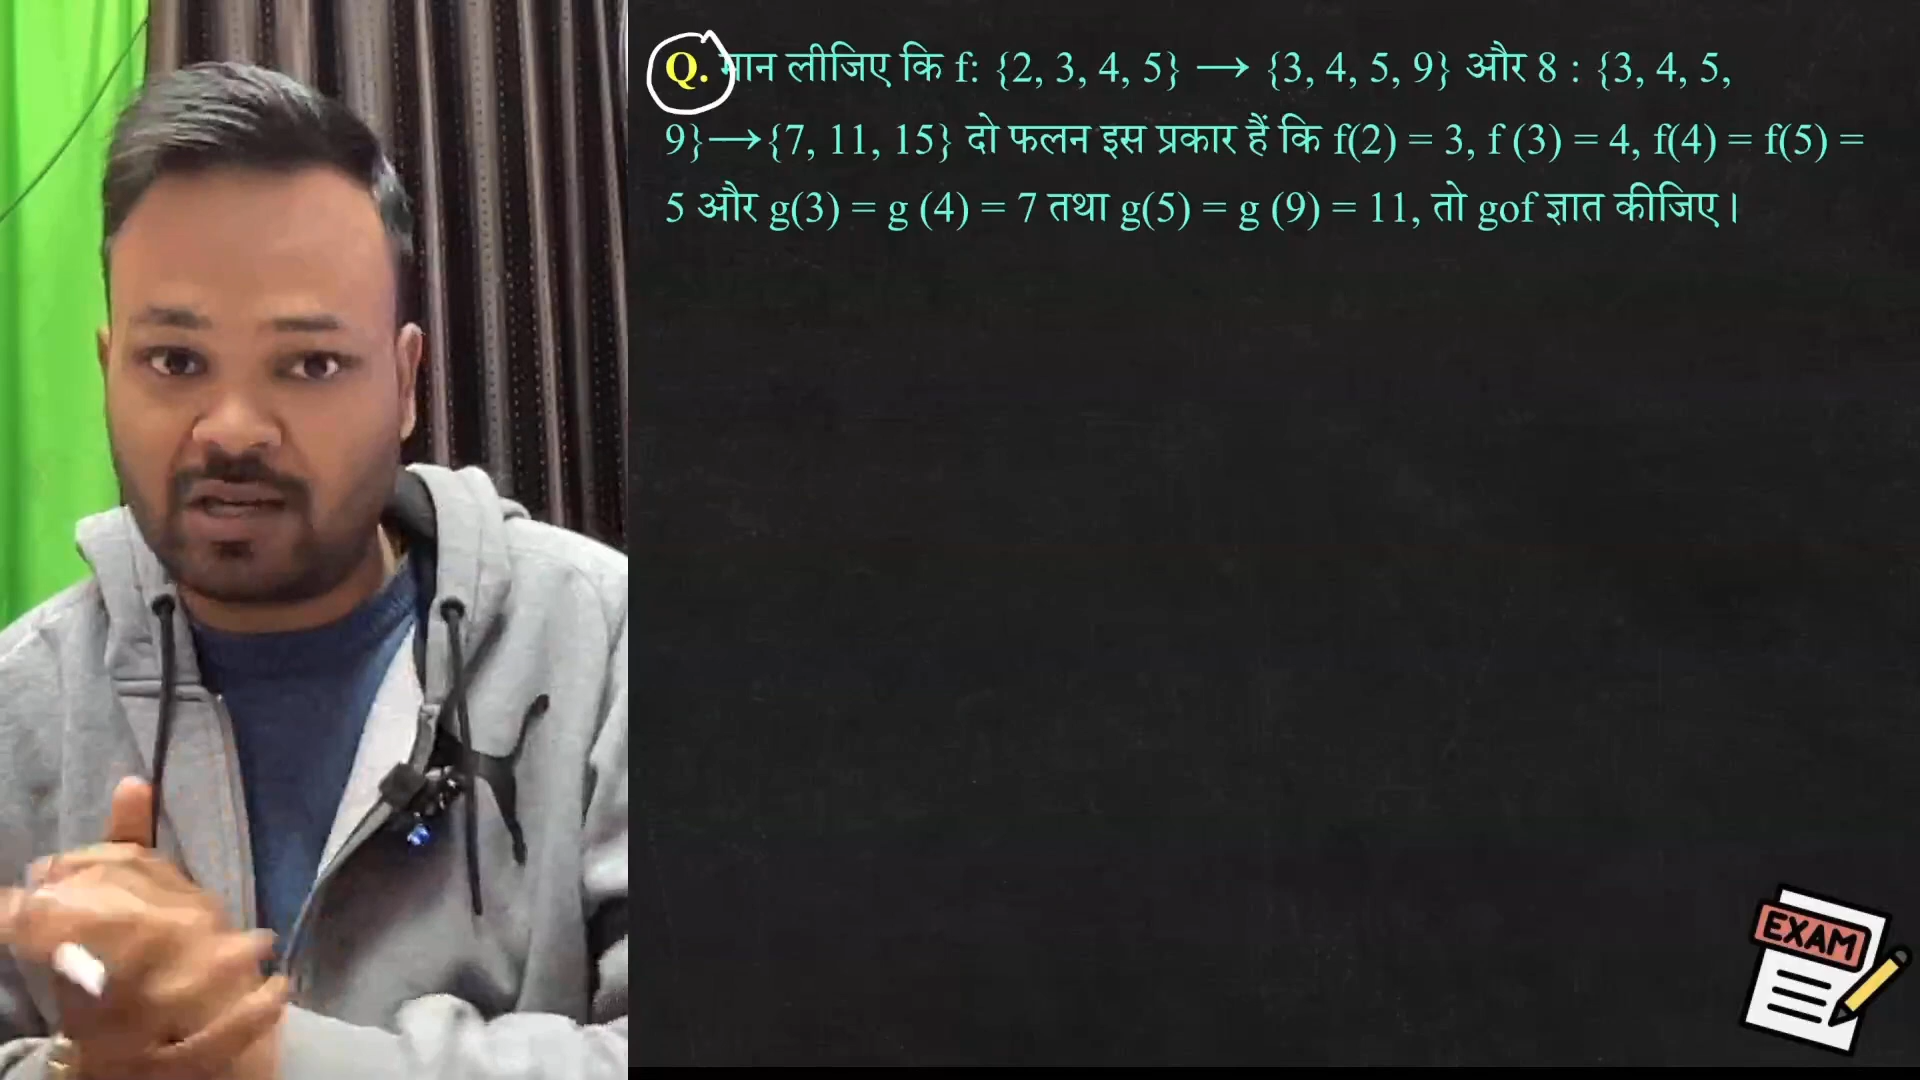 Q. मान लीजिए कि f: {2, 3, 4, 5} ⟶ {3, 4, 5, 9} और 8 : {3, 4, 5,
9}⟶{7, 11, 15} दो फलन इस प्रकार हैं कि f(2) = 3, f (3) = 4, f(4) = f(5) =
5 और g(3) = g (4) = 7 तथा g(5) = g (9) = 11, तो gof ज्ञात कीजिए।
EXAM